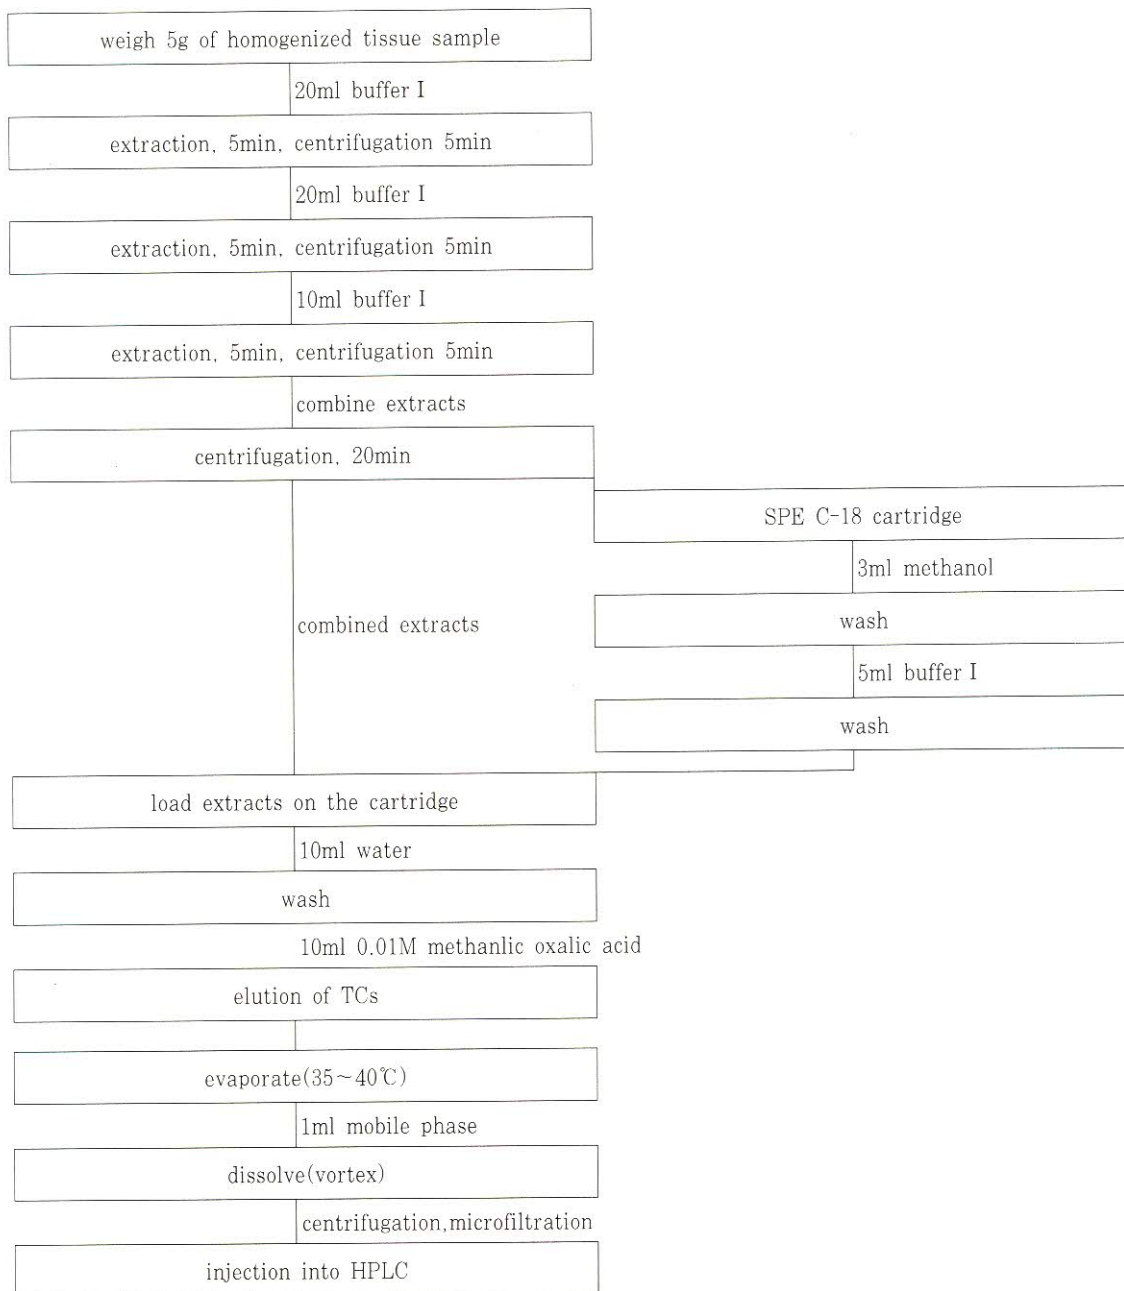 weigh 5g of homogenized tissue sample
20ml buffer Ⅰ
extraction, 5min, centrifugation 5min
20ml buffer Ⅰ
extraction, 5min, centrifugation 5min
10ml buffer Ⅰ
extraction, 5min, centrifugation 5min
combine extracts
centrifugation, 20min
SPE C-18 cartridge
3ml methanol
wash
5ml buffer Ⅰ
wash
combined extracts
load extracts on the cartridge
10ml water
wash
10ml 0.01M methanlic oxalic acid
elution of TCs
evaporate(35~40℃)
1ml mobile phase
dissolve(vortex)
centrifugation,microfiltration
injection into HPLC